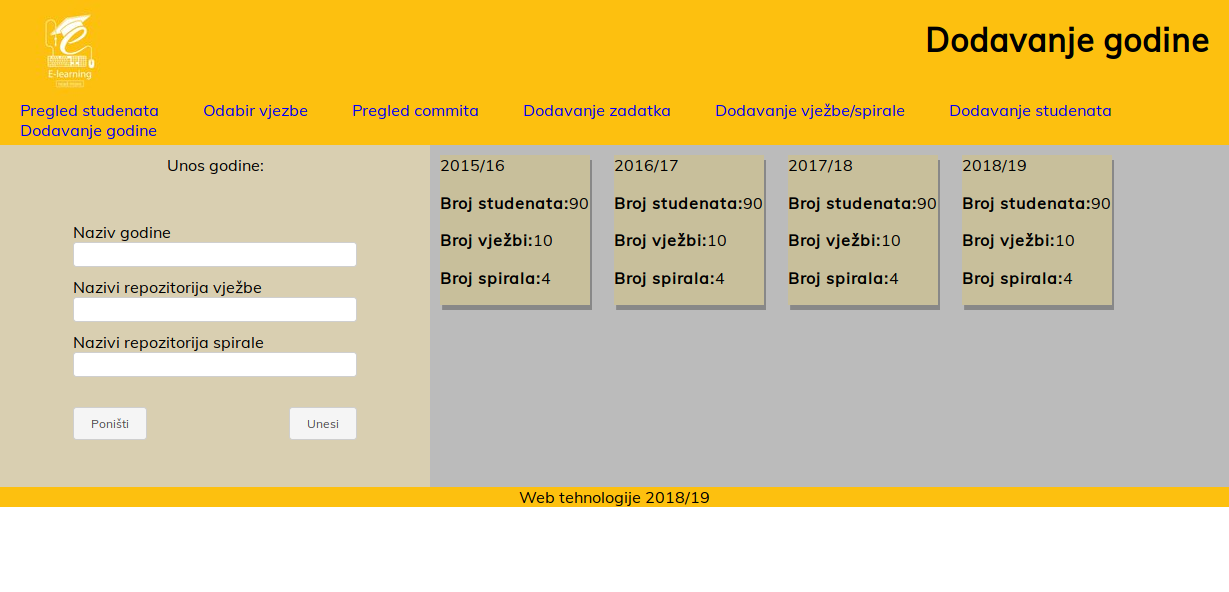 E-learning
Dodavanje godine
Pregled studenata Odabir vjezbe Pregled commita Dodavanje zadatka Dodavanje vježbe/spirale Dodavanje studenata
Dodavanje godine
Unos godine:
Naziv godine
Nazivi repozitorija vježbe
Nazivi repozitorija spirale
Poništi Unesi
2015/16
Broj studenata:90
Broj vježbi:10
Broj spirala:4
2016/17
Broj studenata:90
Broj vježbi:10
Broj spirala:4
2017/18
Broj studenata:90
Broj vježbi:10
Broj spirala:4
2018/19
Broj studenata:90
Broj vježbi:10
Broj spirala:4
Web tehnologije 2018/19